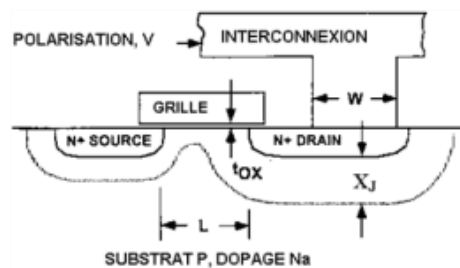 POLARISATION, V
INTERCONNEXION
GRILLE
W
N+ SOURCE
N+ DRAIN
tOX
XJ
L
SUBSTRAT P, DOPAGE Na